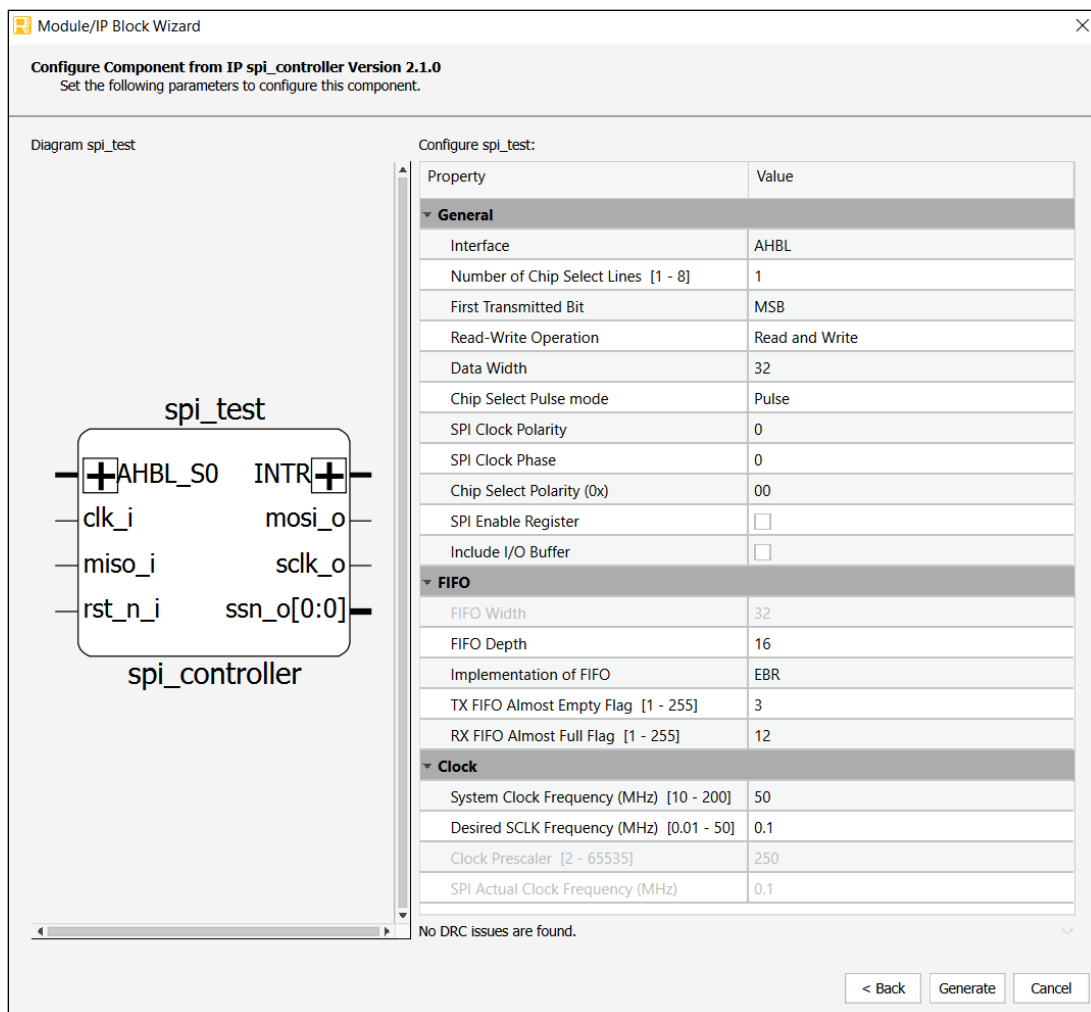 Module/IP Block Wizard
Configure Component from IP spi_controller Version 2.1.0
Set the following parameters to configure this component.
Diagram spi_test
spi_test
AHBL_S0 INTR
clk_i mosi_o
miso_i sclk_o
rst_n_i ssn_o[0:0]
spi_controller
Configure spi_test:
Property Value
General
Interface AHBL
Number of Chip Select Lines [1 - 8] 1
First Transmitted Bit MSB
Read-Write Operation Read and Write
Data Width 32
Chip Select Pulse mode Pulse
SPI Clock Polarity 0
SPI Clock Phase 0
Chip Select Polarity (0x) 00
SPI Enable Register
Include I/O Buffer
FIFO
FIFO Width 32
FIFO Depth 16
Implementation of FIFO EBR
TX FIFO Almost Empty Flag [1 - 255] 3
RX FIFO Almost Full Flag [1 - 255] 12
Clock
System Clock Frequency (MHz) [10 - 200] 50
Desired SCLK Frequency (MHz) [0.01 - 50] 0.1
Clock Prescaler [2 - 65535] 250
SPI Actual Clock Frequency (MHz) 0.1
No DRC issues are found.
< Back Generate Cancel